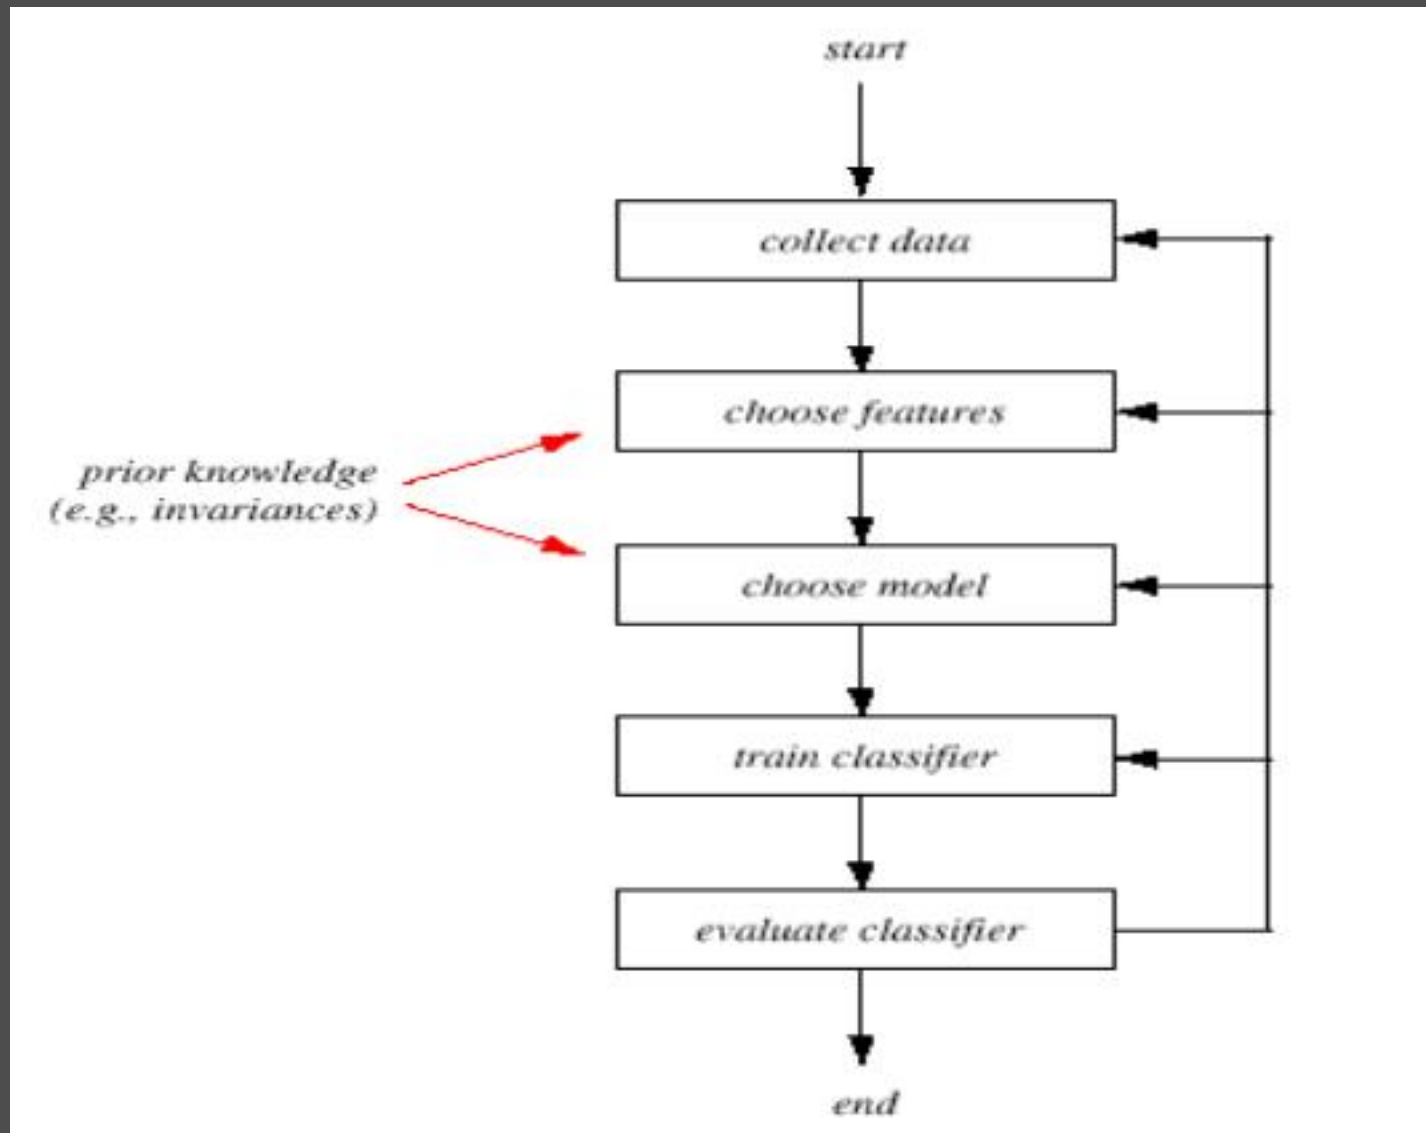 start
collect data
choose features
prior knowledge
(e.g., invariances)
choose model
train classifier
evaluate classifier
end